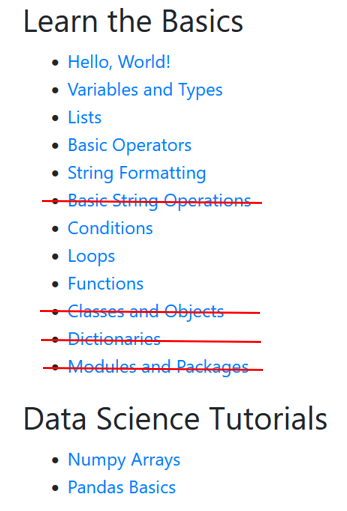 Learn the Basics
Hello, World!
Variables and Types
Lists
Basic Operators
String Formatting
Basic String Operations
Conditions
Loops
Functions
Classes and Objects
Dictionaries
Modules and Packages
Data Science Tutorials
Numpy Arrays
Pandas Basics